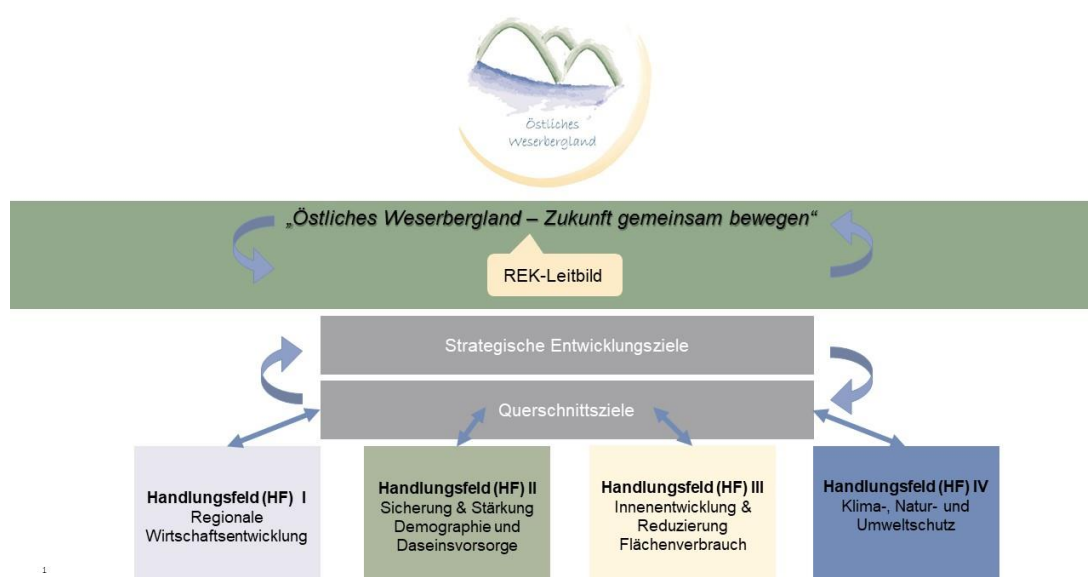 Östliches
Weserbergland
„Östliches Weserbergland – Zukunft gemeinsam bewegen“
REK-Leitbild
Strategische Entwicklungsziele
Querschnittsziele
Handlungsfeld (HF) I
Regionale
Wirtschaftsentwicklung
Handlungsfeld (HF) II
Sicherung & Stärkung
Demographie und
Daseinsvorsorge
Handlungsfeld (HF) III
Innenentwicklung &
Reduzierung
Flächenverbrauch
Handlungsfeld (HF) IV
Klima-, Natur- und
Umweltschutz
1